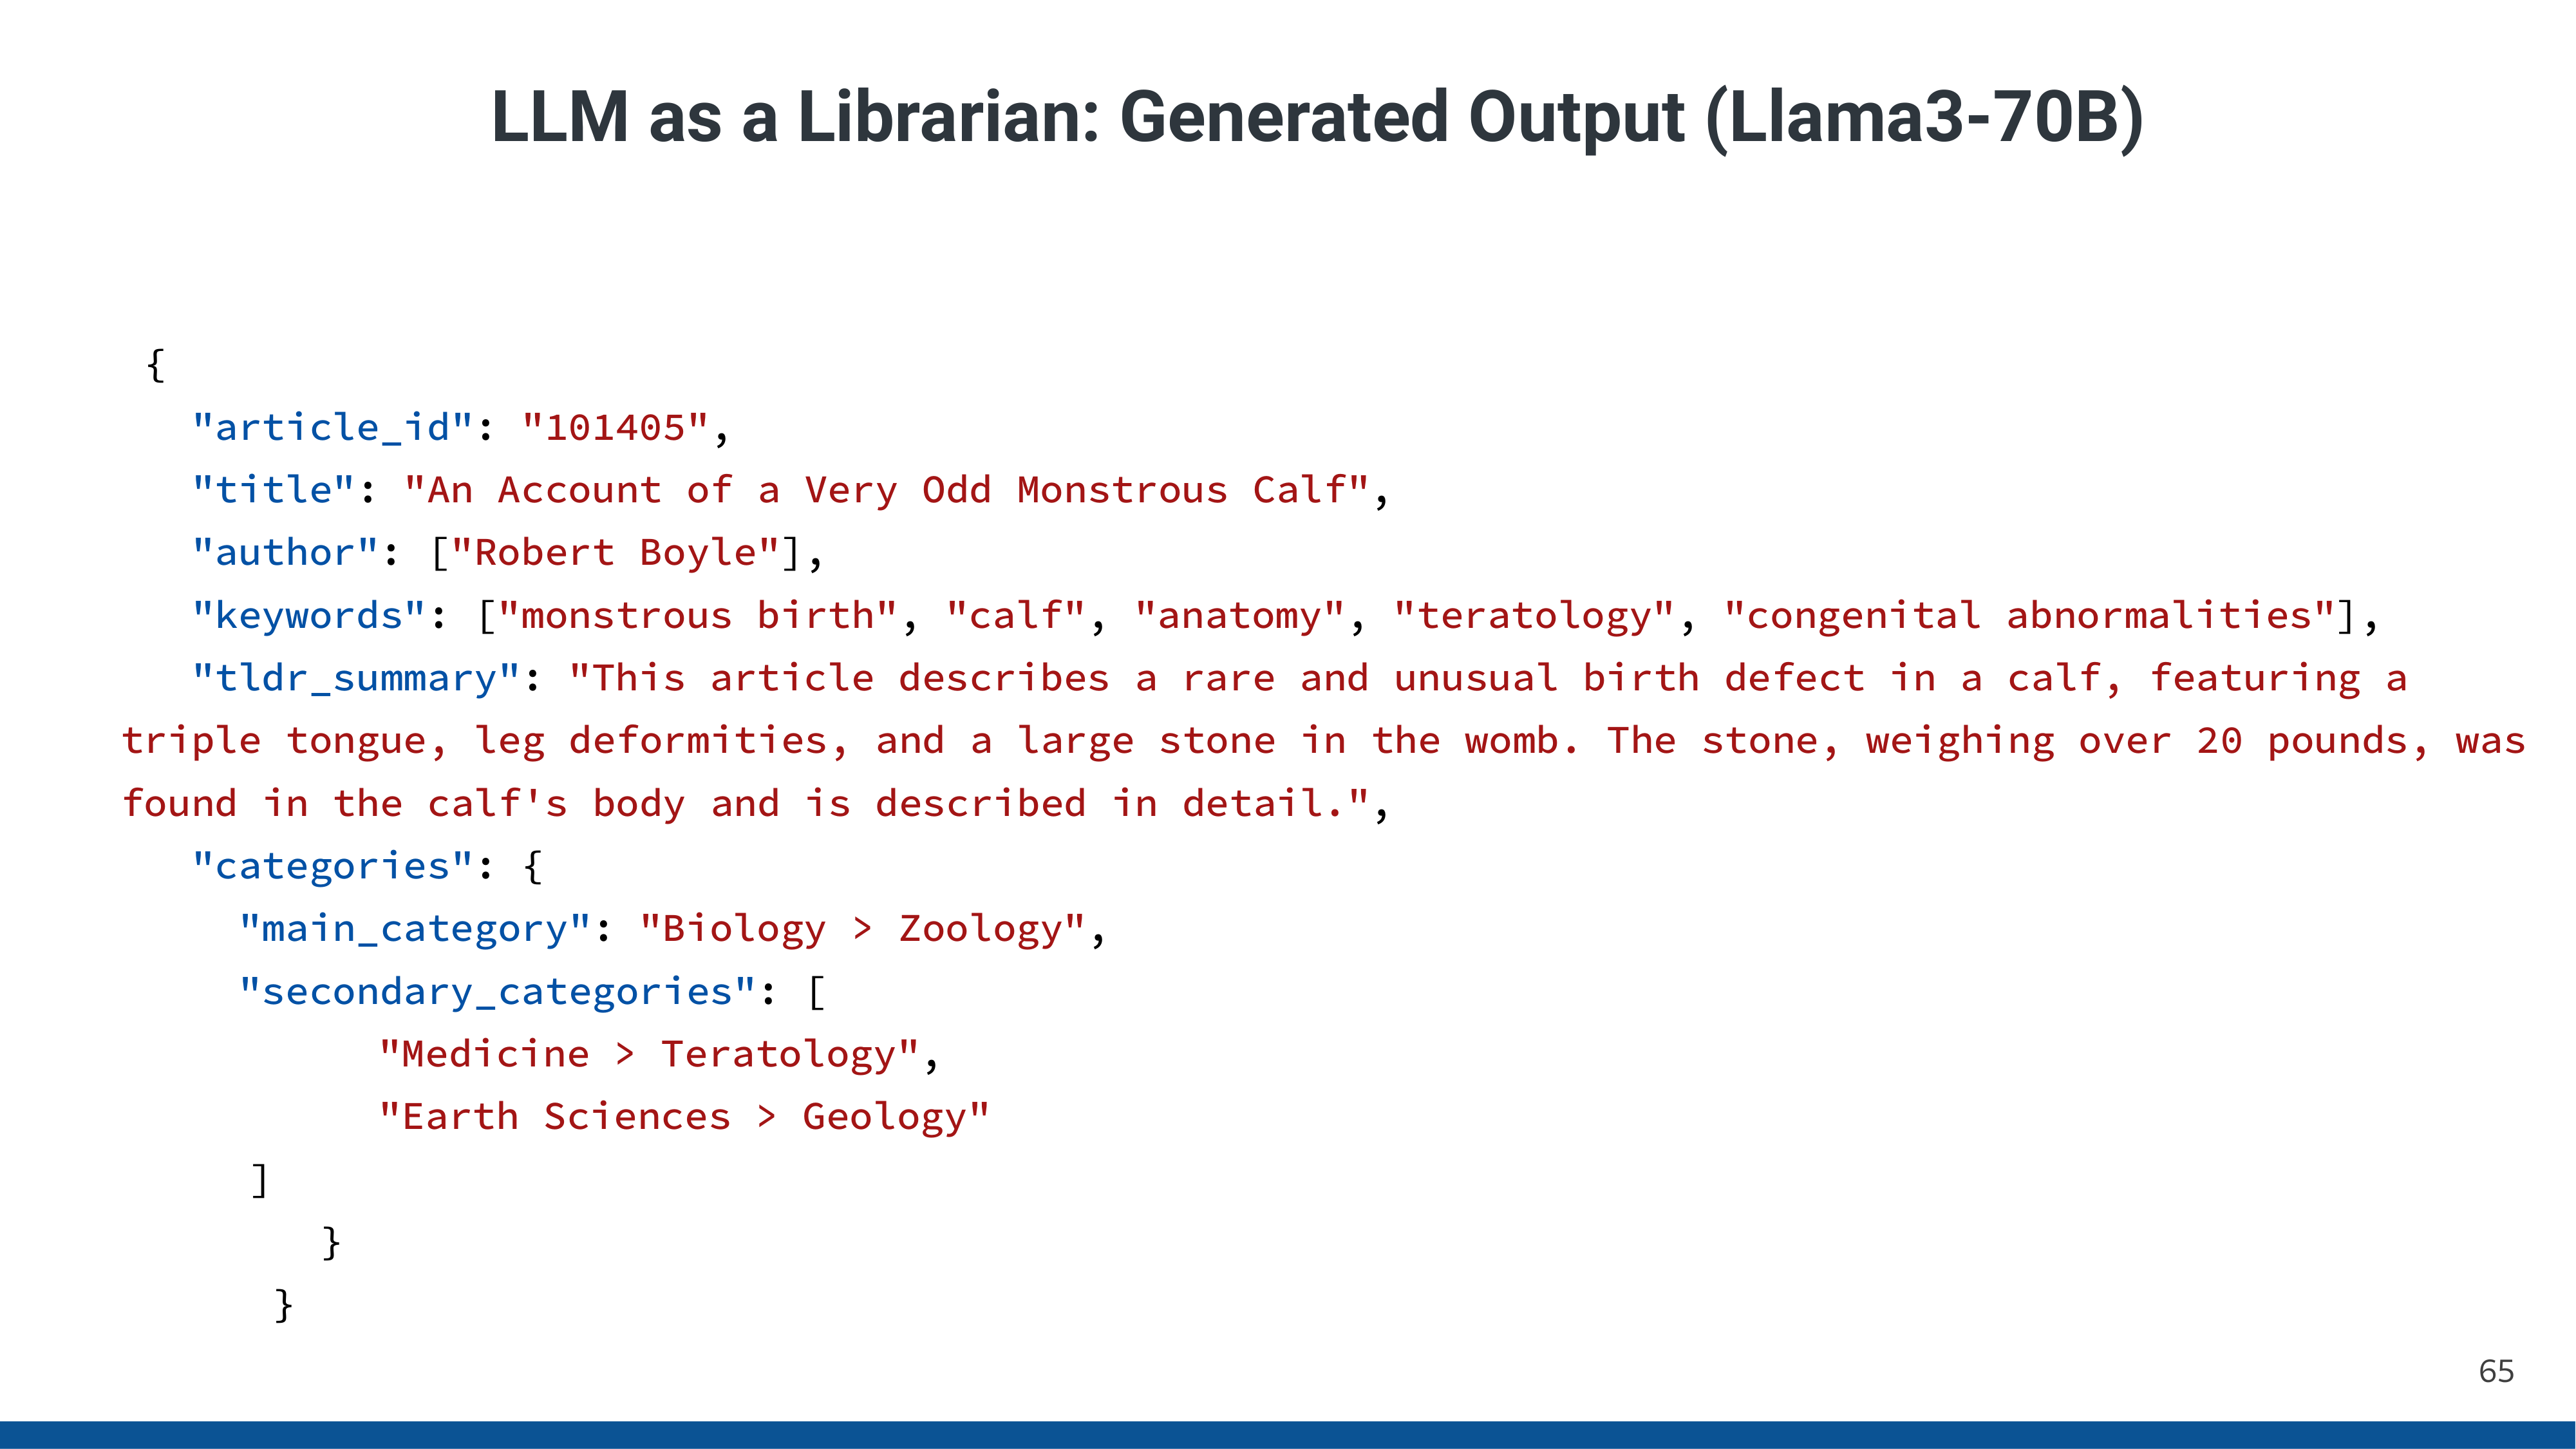 LLM as a Librarian: Generated Output (Llama3-70B)
{
"article_id": "101405",
"title": "An Account of a Very Odd Monstrous Calf",
"author": ["Robert Boyle"],
"keywords": ["monstrous birth", "calf", "anatomy", "teratology", "congenital abnormalities"],
"tldr_summary": "This article describes a rare and unusual birth defect in a calf, featuring a
triple tongue, leg deformities, and a large stone in the womb. The stone, weighing over 20 pounds, was
found in the calf's body and is described in detail.",
"categories": {
"main_category": "Biology > Zoology",
"secondary_categories": [
"Medicine > Teratology",
"Earth Sciences > Geology"
]
}
}
65